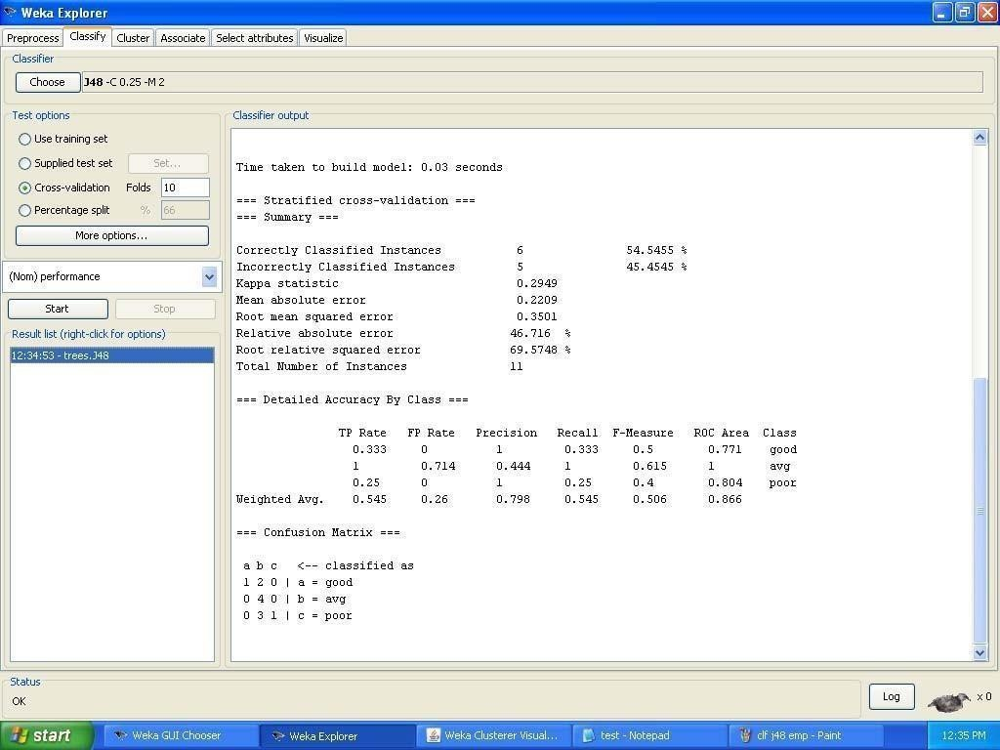 Weka Explorer
Preprocess Classify Cluster Associate Select attributes Visualize
Classifier
Choose J48 -C 0.25 -M 2
Test options
Use training set
Supplied test set Set...
Cross-validation Folds 10
Percentage split % 66
More options...
(Nom) performance
Start Stop
Result list (right-click for options)
12:34:53 - trees.J48
Classifier output
Time taken to build model: 0.03 seconds
=== Stratified cross-validation ===
=== Summary ===
Correctly Classified Instances 6 54.5455 %
Incorrectly Classified Instances 5 45.4545 %
Kappa statistic 0.2949
Mean absolute error 0.2209
Root mean squared error 0.3501
Relative absolute error 46.716 %
Root relative squared error 69.5748 %
Total Number of Instances 11
=== Detailed Accuracy By Class ===
TP Rate FP Rate Precision Recall F-Measure ROC Area Class
0.333 0 1 0.333 0.5 0.771 good
1 0.714 0.444 1 0.615 1 avg
0.25 0 1 0.25 0.4 0.804 poor
Weighted Avg. 0.545 0.26 0.798 0.545 0.506 0.866
=== Confusion Matrix ===
a b c <-- classified as
1 2 0 | a = good
0 4 0 | b = avg
0 3 1 | c = poor
Status
OK
Log x 0
start Weka GUI Chooser Weka Explorer Weka Clusterer Visual... test - Notepad clf j48 emp - Paint 12:35 PM